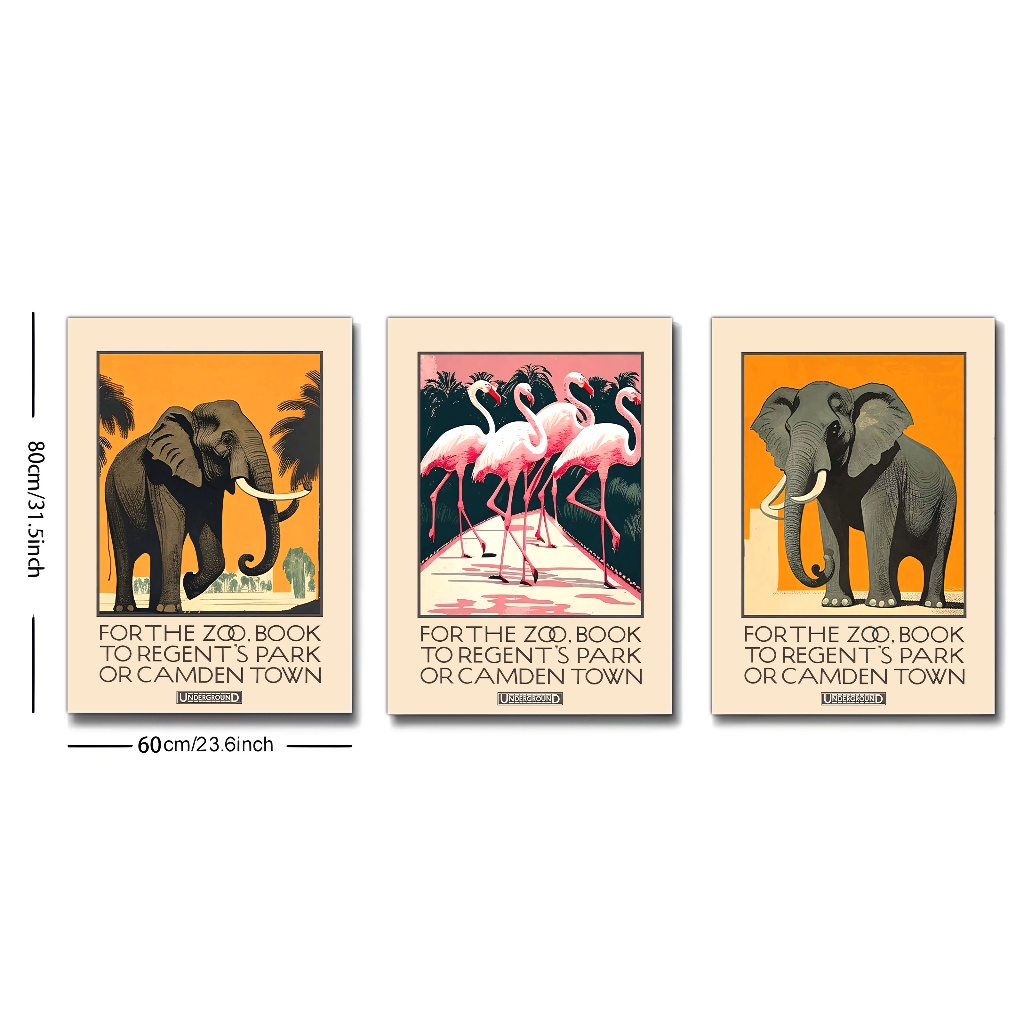 80cm/31.5inch
FOR THE ZOO, BOOK
TO REGENT'S PARK
OR CAMDEN TOWN
UNDERGROUND
FOR THE ZOO, BOOK
TO REGENT'S PARK
OR CAMDEN TOWN
UNDERGROUND
FOR THE ZOO, BOOK
TO REGENT'S PARK
OR CAMDEN TOWN
UNDERGROUND
60cm/23.6inch